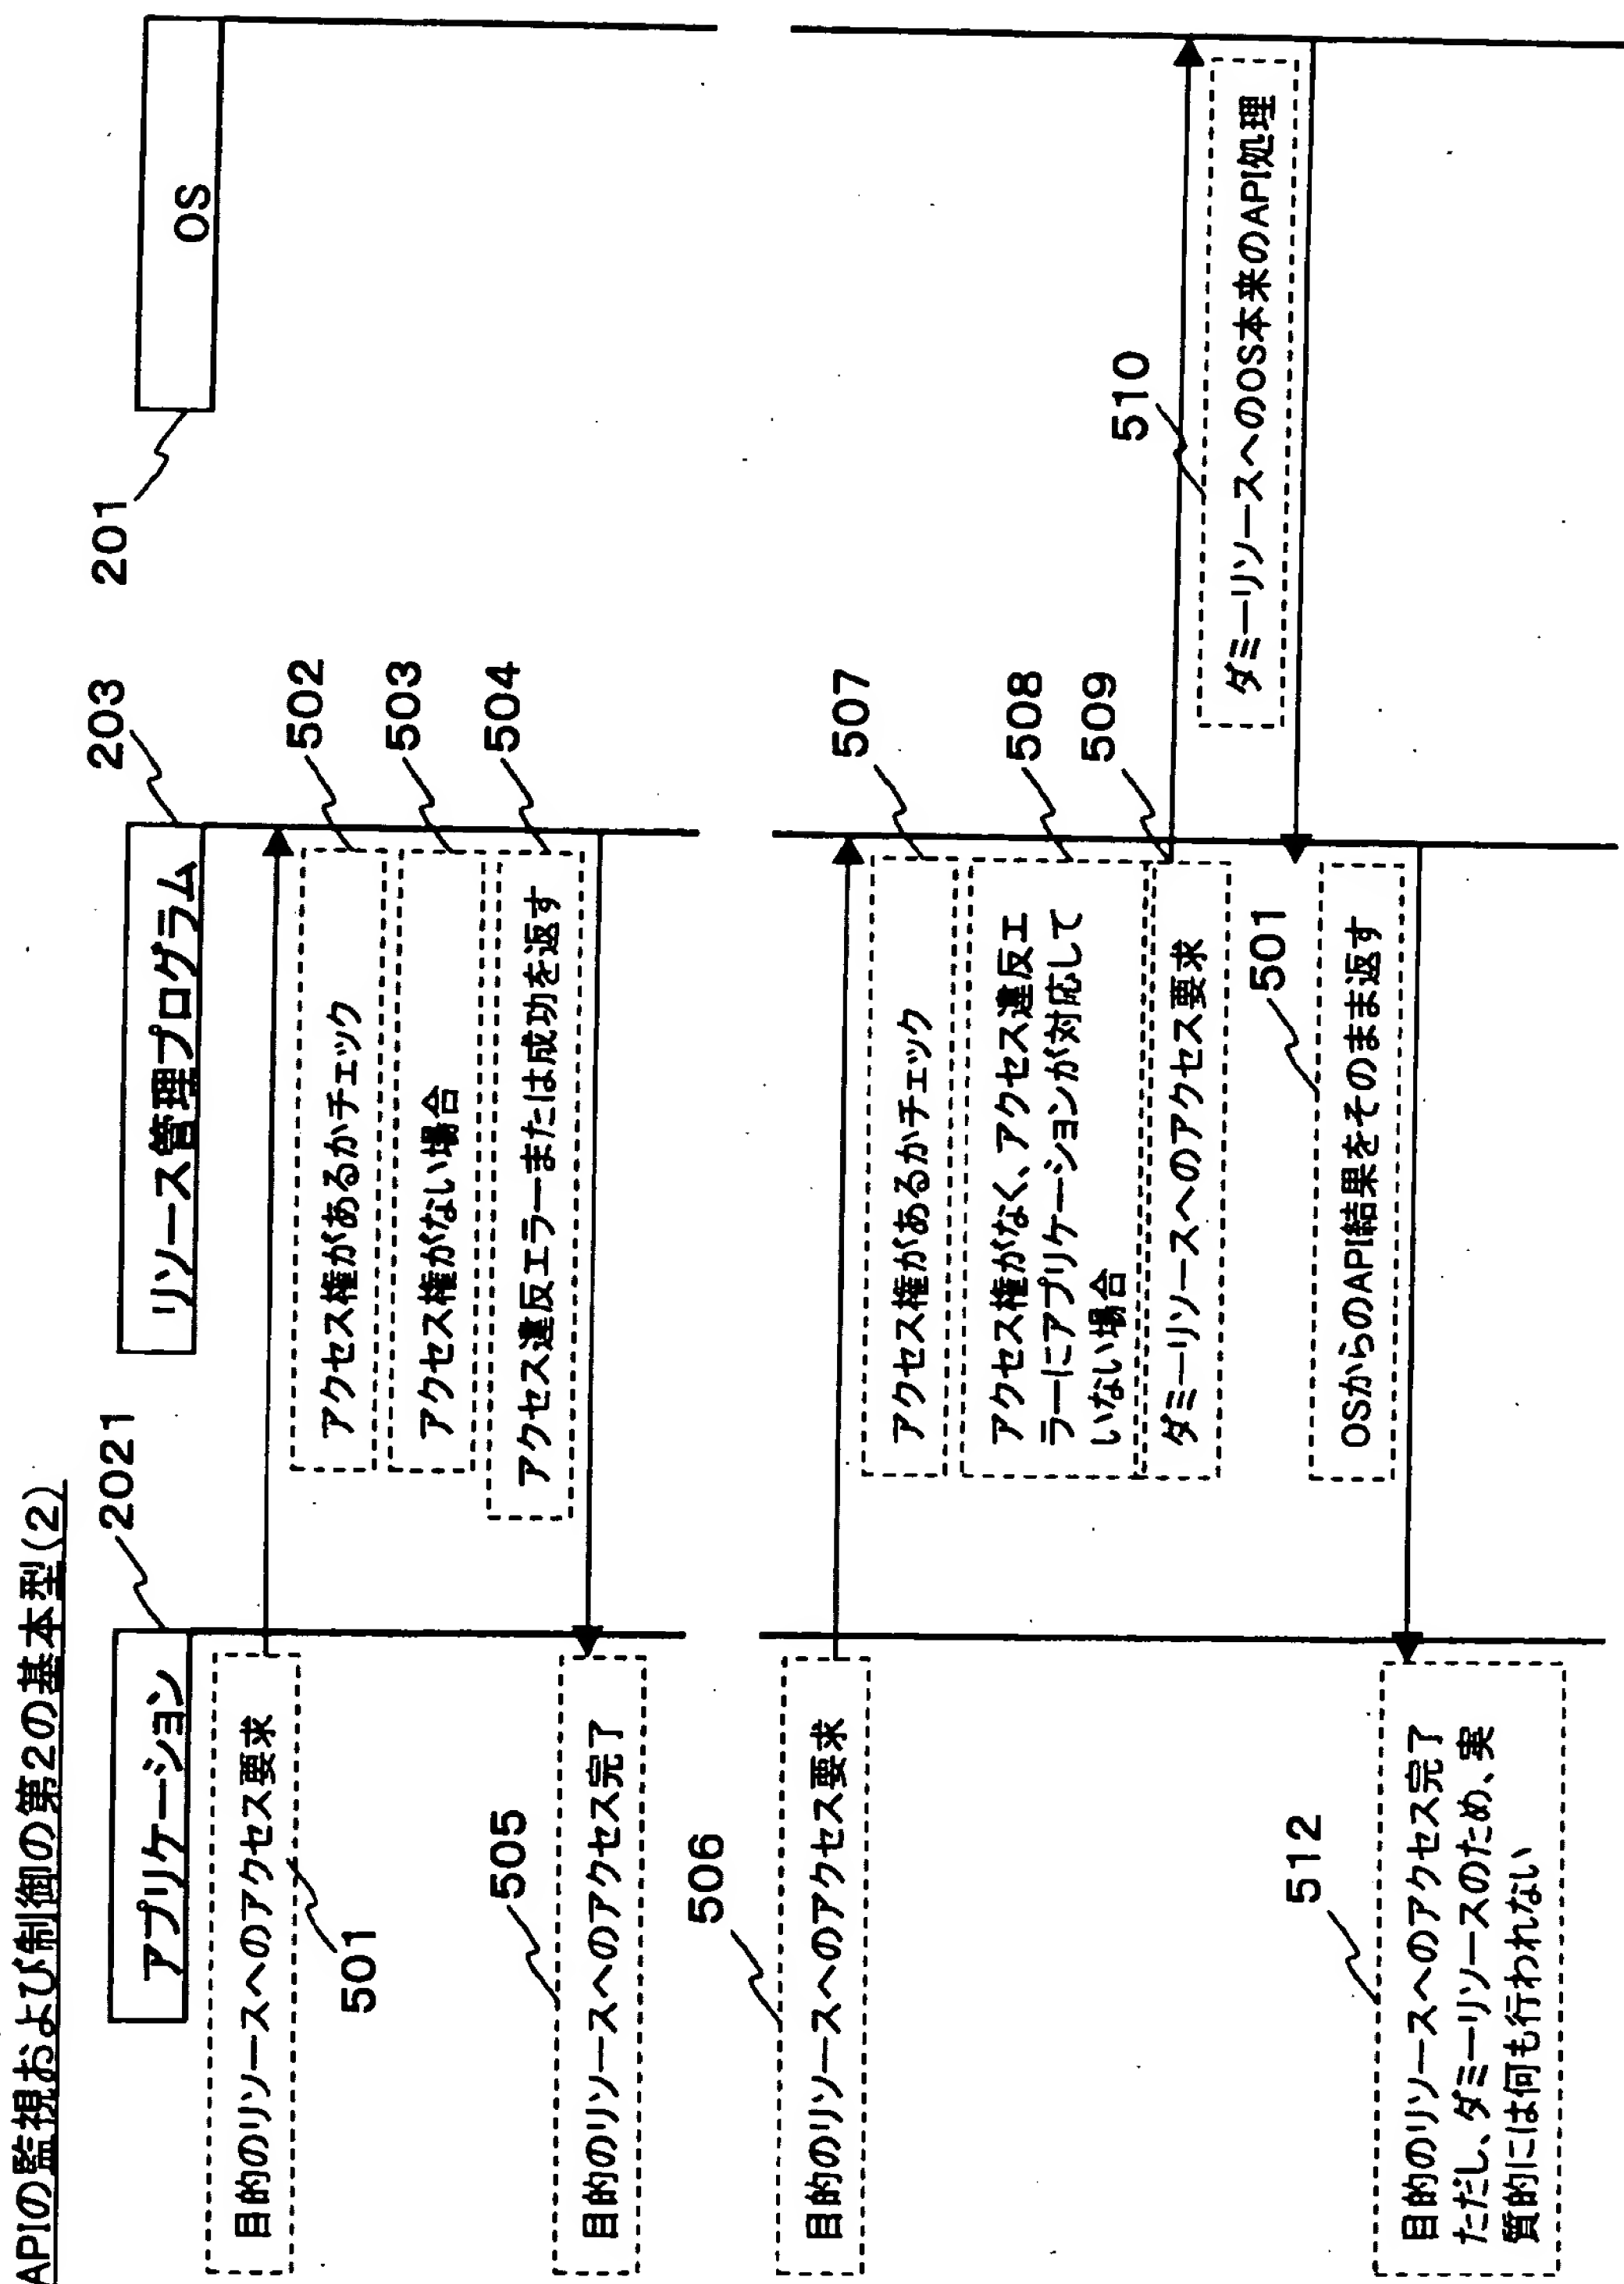 APIの監視および制御の第2の基本型(2)
2021
203
201
アプリケーション
リソース管理プログラム
OS
目的のリソースへのアクセス要求
501
502
アクセス権があるかチェック
503
アクセス権がない場合
504
アクセス違反エラーまたは成功を返す
505
目的のリソースへのアクセス完了
506
目的のリソースへのアクセス要求
507
アクセス権があるかチェック
508
アクセス権がなく、アクセス違反エ
ラーにアプリケーションが対応して
いない場合
509
ダミーリソースへのアクセス要求
510
ダミーリソースへのOS本来のAPI処理
501
OSからのAPI結果をそのまま返す
512
目的のリソースへのアクセス完了
ただし、ダミーリソースのため、実
質的には何も行われない